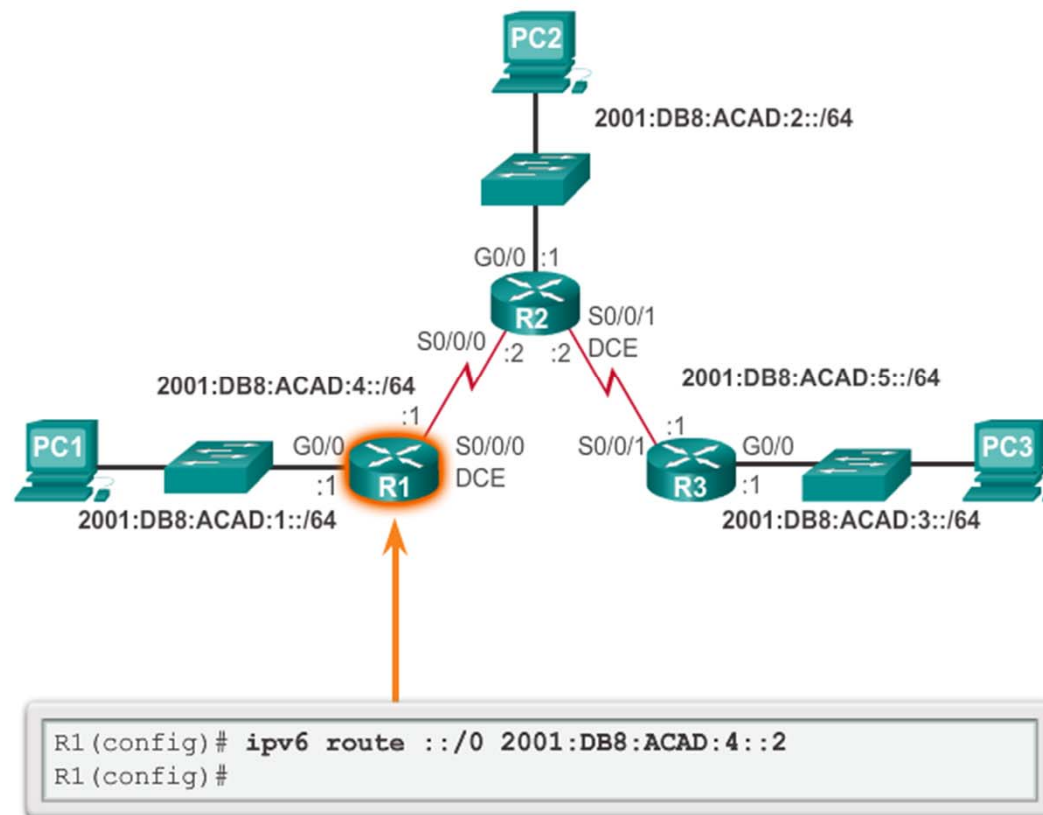 PC2
2001:DB8:ACAD:2::/64
G0/0 :1
R2
S0/0/1
DCE
S0/0/0
:2 :2
2001:DB8:ACAD:4::/64
2001:DB8:ACAD:5::/64
:1
:1
PC1
G0/0
S0/0/0
DCE
S0/0/1
G0/0
PC3
:1
R1
R3
:1
2001:DB8:ACAD:1::/64
2001:DB8:ACAD:3::/64
R1(config)# ipv6 route ::/0 2001:DB8:ACAD:4::2
R1(config)#